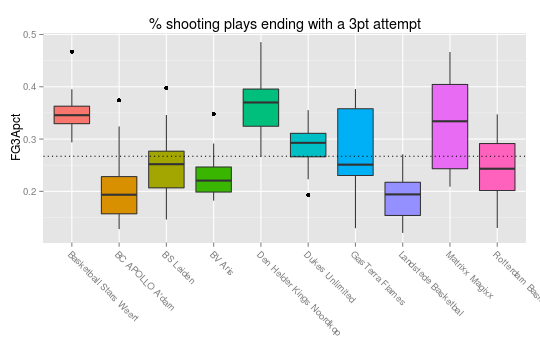 % shooting plays ending with a 3pt attempt
FG3Apct
0.5
0.4
0.3
0.2
Basketball Stars Weert
BC APOLLO A'dam
BS Leiden
BV Aris
Den Helder Kings Noordkop
Dukes Unlimited
GasTerra Flames
Landstede Basketbal
Matrixx Magixx
Rotterdam Bas